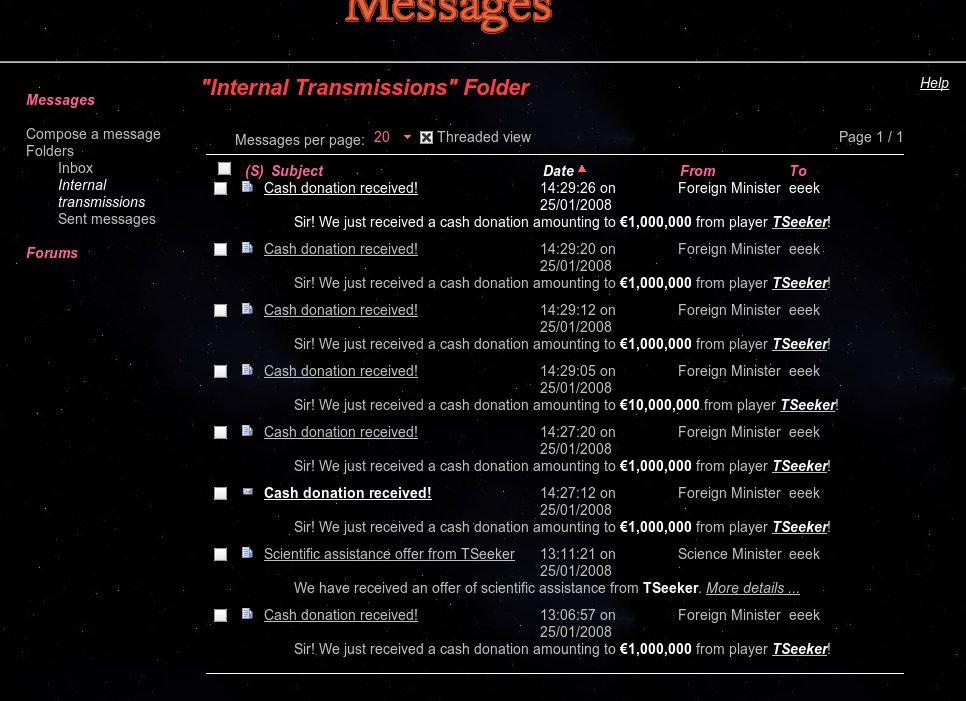 Messages
"Internal Transmissions" Folder
Help
Messages
Compose a message
Folders
Inbox
Internal
transmissions
Sent messages
Forums
Messages per page: 20 Threaded view Page 1 / 1
(S) Subject Date From To
Cash donation received! 14:29:26 on Foreign Minister eeek
25/01/2008
Sir! We just received a cash donation amounting to €1,000,000 from player TSeeker!
Cash donation received! 14:29:20 on Foreign Minister eeek
25/01/2008
Sir! We just received a cash donation amounting to €1,000,000 from player TSeeker!
Cash donation received! 14:29:12 on Foreign Minister eeek
25/01/2008
Sir! We just received a cash donation amounting to €1,000,000 from player TSeeker!
Cash donation received! 14:29:05 on Foreign Minister eeek
25/01/2008
Sir! We just received a cash donation amounting to €10,000,000 from player TSeeker!
Cash donation received! 14:27:20 on Foreign Minister eeek
25/01/2008
Sir! We just received a cash donation amounting to €1,000,000 from player TSeeker!
Cash donation received! 14:27:12 on Foreign Minister eeek
25/01/2008
Sir! We just received a cash donation amounting to €1,000,000 from player TSeeker!
Scientific assistance offer from TSeeker 13:11:21 on Science Minister eeek
25/01/2008
We have received an offer of scientific assistance from TSeeker. More details ...
Cash donation received! 13:06:57 on Foreign Minister eeek
25/01/2008
Sir! We just received a cash donation amounting to €1,000,000 from player TSeeker!